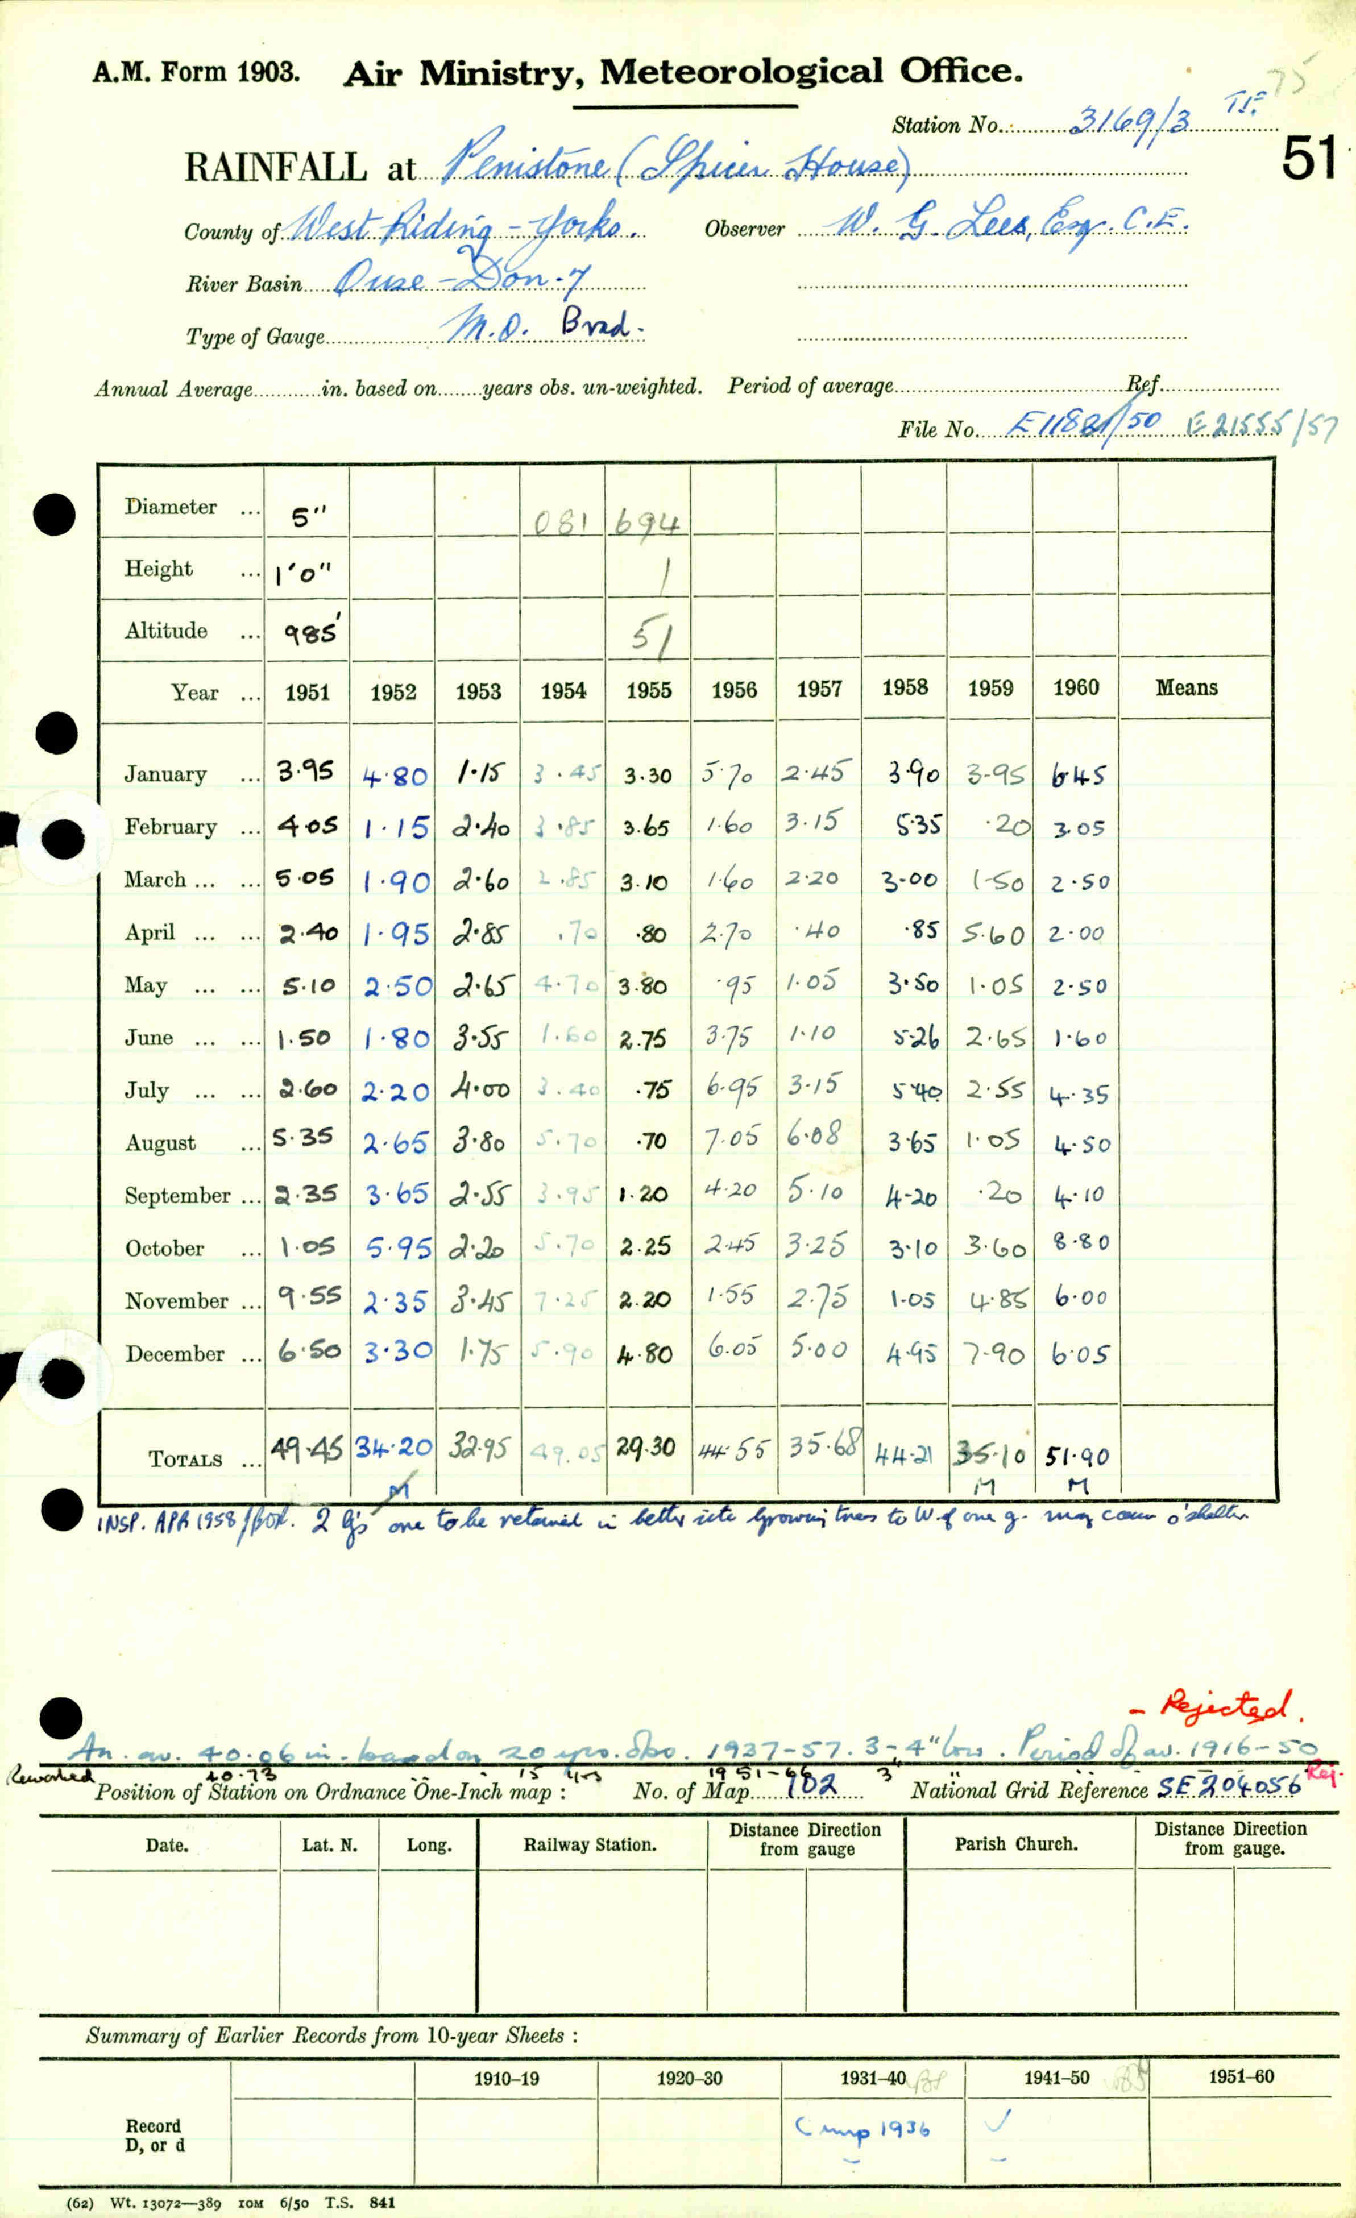 75
A.M. Form 1903. Air Ministry, Meteorological Office.
Station No. 3169/3
51
RAINFALL at Penistone (Spicer House)
County of West Riding - Yorks. Observer W. G. Lees, Esq. C.E.
River Basin Ouse - Don - 7
Type of Gauge M.O. Brad.
Annual Average in. based on years obs. un-weighted. Period of average Ref.
File No. E11821/50 E21555/57
Diameter ... 5" 081 694
Height ... 1'0" 1
Altitude ... 985' 51
Year ... 1951 1952 1953 1954 1955 1956 1957 1958 1959 1960 Means
January ... 3.95 4.80 1.15 3.45 3.30 5.70 2.45 3.90 3.95 6.45
February ... 4.05 1.15 2.40 3.85 3.65 1.60 3.15 5.35 .20 3.05
March ... ... 5.05 1.90 2.60 2.85 3.10 1.60 2.20 3.00 1.50 2.50
April ... ... 2.40 1.95 2.85 .70 .80 2.70 .40 .85 5.60 2.00
May ... ... 5.10 2.50 2.65 4.70 3.80 .95 1.05 3.50 1.05 2.50
June ... ... 1.50 1.80 3.55 1.60 2.75 3.75 1.10 5.26 2.65 1.60
July ... ... 2.60 2.20 4.00 3.40 .75 6.95 3.15 5.40 2.55 4.35
August ... 5.35 2.65 3.80 5.70 .70 7.05 6.08 3.65 1.05 4.50
September ... 2.35 3.65 2.55 3.95 1.20 4.20 5.10 4.20 .20 4.10
October ... 1.05 5.95 2.20 5.70 2.25 2.45 3.25 3.10 3.60 8.80
November ... 9.55 2.35 3.45 7.25 2.20 1.55 2.75 1.05 4.85 6.00
December ... 6.50 3.30 1.75 5.90 4.80 6.05 5.00 4.95 7.90 6.05
TOTALS ... 49.45 34.20 32.95 49.05 29.30 44.55 35.68 44.21 35.10 51.90
M M M
INSP. APR 1958 2 g's one to be retained in better site Growing trees to W of one g. may cause o'shelter
- Rejected.
An. av. 40.06 in. based on 20 yrs. obs. 1937-57. 3-4" low. Period of av. 1916-50
Reworked 40.73 " 15 yrs 1951-66 3" " Rej.
Position of Station on Ordnance One-Inch map : No. of Map 102 National Grid Reference SE 204056
Date. Lat. N. Long. Railway Station. Distance Direction from gauge Parish Church. Distance Direction from gauge.
Summary of Earlier Records from 10-year Sheets :
1910–19 1920–30 1931–40 1941–50 1951–60
Record D, or d 1936 ✓
(62) Wt. 13072—389 10M 6/50 T.S. 841